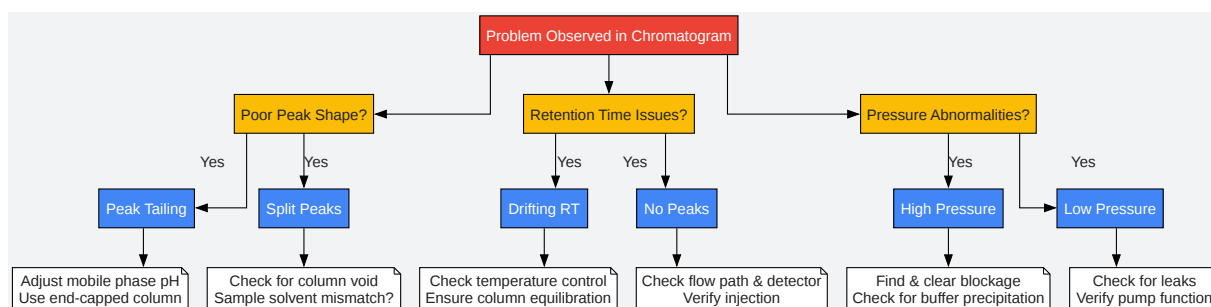 Problem Observed in Chromatogram
Poor Peak Shape?
Retention Time Issues?
Pressure Abnormalities?
Yes
Yes
Yes
Yes
Yes
Yes
Peak Tailing
Split Peaks
Drifting RT
No Peaks
High Pressure
Low Pressure
Adjust mobile phase pH
Use end-capped column
Check for column void
Sample solvent mismatch?
Check temperature control
Ensure column equilibration
Check flow path & detector
Verify injection
Find & clear blockage
Check for buffer precipitation
Check for leaks
Verify pump function